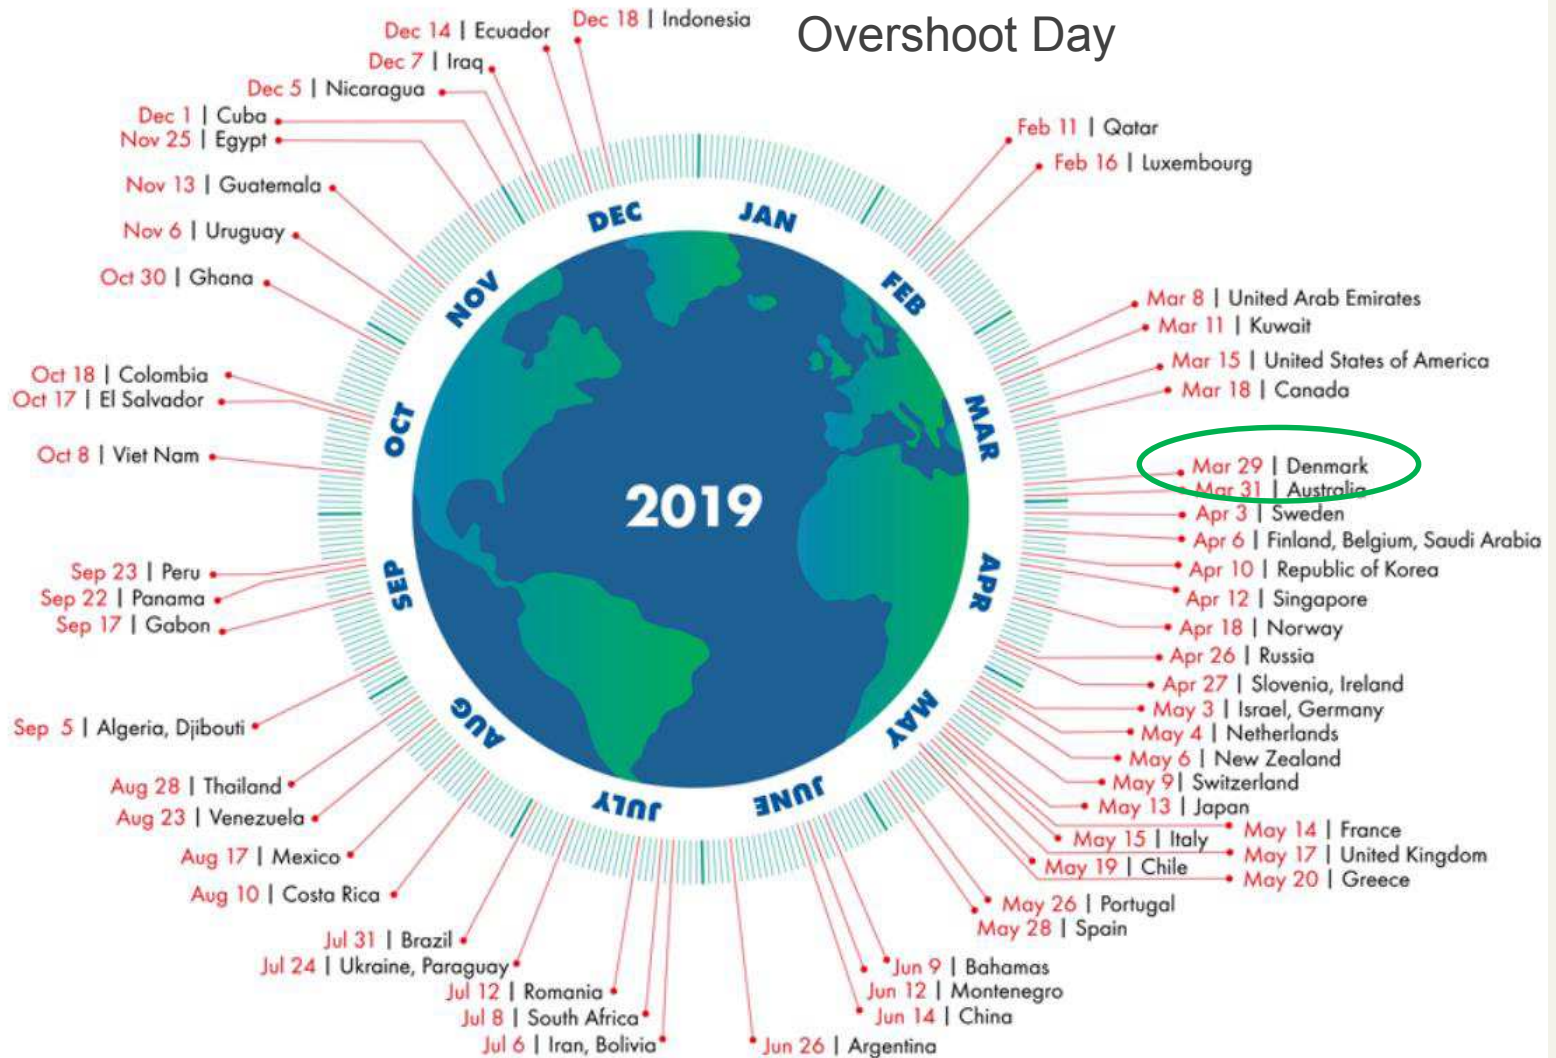 Overshoot Day
Dec 18 | Indonesia
Dec 14 | Ecuador
Dec 7 | Iraq
Dec 5 | Nicaragua
Dec 1 | Cuba
Nov 25 | Egypt
Nov 13 | Guatemala
Nov 6 | Uruguay
Oct 30 | Ghana
Oct 18 | Colombia
Oct 17 | El Salvador
Oct 8 | Viet Nam
Sep 23 | Peru
Sep 22 | Panama
Sep 17 | Gabon
Sep 5 | Algeria, Djibouti
Aug 28 | Thailand
Aug 23 | Venezuela
Aug 17 | Mexico
Aug 10 | Costa Rica
Jul 31 | Brazil
Jul 24 | Ukraine, Paraguay
Jul 12 | Romania
Jul 8 | South Africa
Jul 6 | Iran, Bolivia
Feb 11 | Qatar
Feb 16 | Luxembourg
Mar 8 | United Arab Emirates
Mar 11 | Kuwait
Mar 15 | United States of America
Mar 18 | Canada
Mar 29 | Denmark
Mar 31 | Australia
Apr 3 | Sweden
Apr 6 | Finland, Belgium, Saudi Arabia
Apr 10 | Republic of Korea
Apr 12 | Singapore
Apr 18 | Norway
Apr 26 | Russia
Apr 27 | Slovenia, Ireland
May 3 | Israel, Germany
May 4 | Netherlands
May 6 | New Zealand
May 9 | Switzerland
May 13 | Japan
May 14 | France
May 15 | Italy
May 17 | United Kingdom
May 19 | Chile
May 20 | Greece
May 26 | Portugal
May 28 | Spain
Jun 9 | Bahamas
Jun 12 | Montenegro
Jun 14 | China
Jun 26 | Argentina
JAN
FEB
MAR
APR
MAY
JUNE
JULY
AUG
SEP
OCT
NOV
DEC
2019